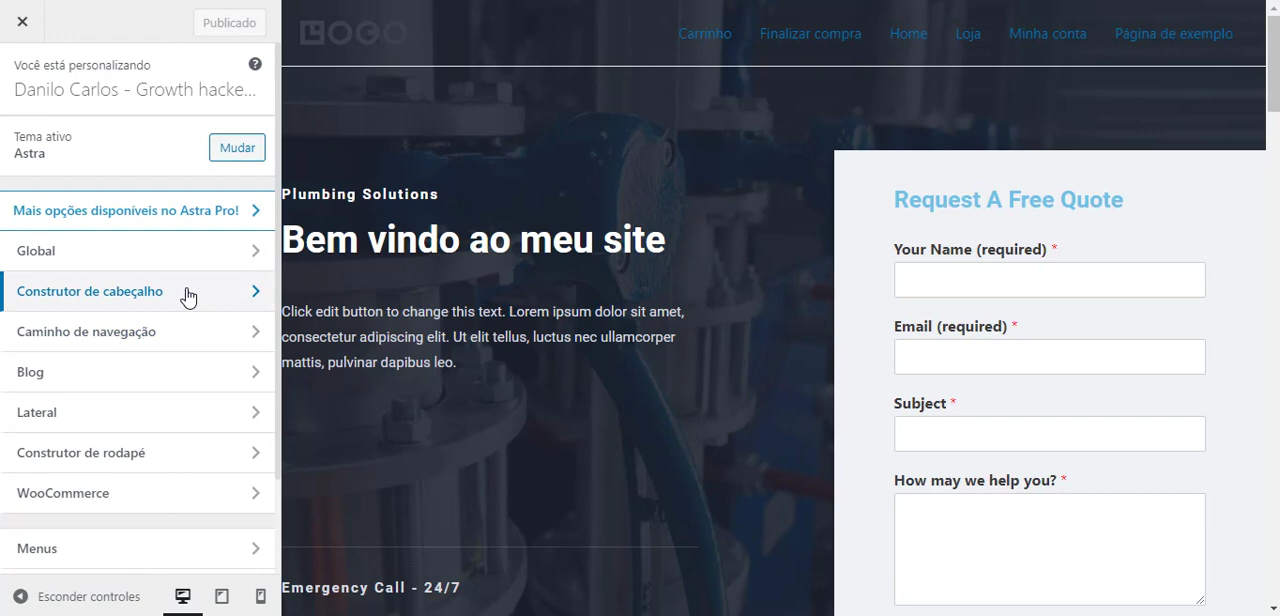 Publicado
Você está personalizando
Danilo Carlos - Growth hacke...
Tema ativo
Astra
Mudar
Mais opções disponíveis no Astra Pro!
Global
Construtor de cabeçalho
Caminho de navegação
Blog
Lateral
Construtor de rodapé
WooCommerce
Menus
Esconder controles
LOGO
Carrinho Finalizar compra Home Loja Minha conta Página de exemplo
Plumbing Solutions
Bem vindo ao meu site
Click edit button to change this text. Lorem ipsum dolor sit amet,
consectetur adipiscing elit. Ut elit tellus, luctus nec ullamcorper
mattis, pulvinar dapibus leo.
Emergency Call - 24/7
Request A Free Quote
Your Name (required) *
Email (required) *
Subject *
How may we help you? *